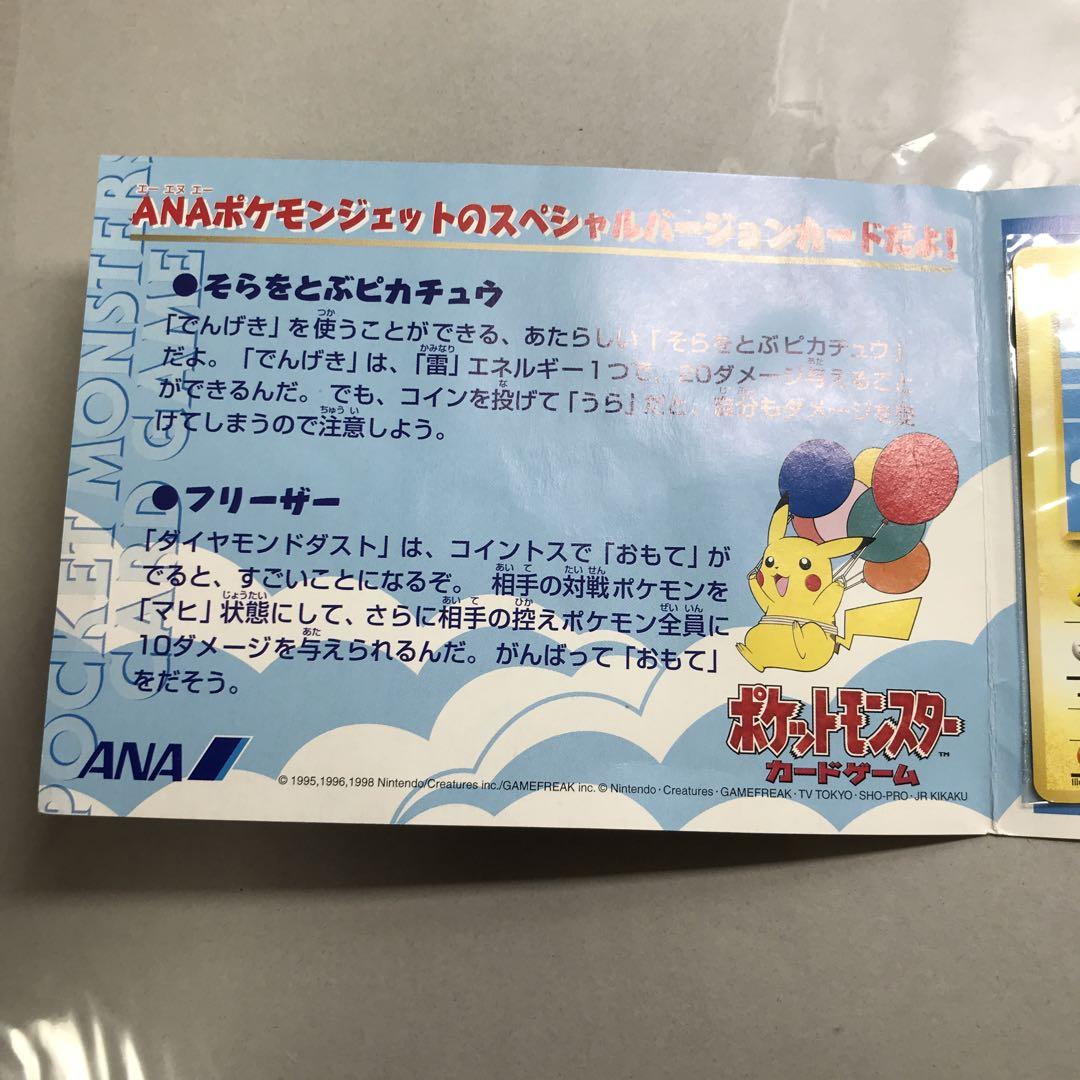 エー エヌ エー
ANAポケモンジェットのスペシャルバージョンカードだよ!
●そらをとぶピカチュウ
「でんげき」を使うことができる、あたらしい「そらをとぶピカチュウ」
だよ。「でんげき」は、「雷」エネルギー1つで、20ダメージ与えること
ができるんだ。でも、コインを投げて「うら」だと、自分もダメージを受
けてしまうので注意しよう。
●フリーザー
「ダイヤモンドダスト」は、コイントスで「おもて」が
でると、すごいことになるぞ。相手の対戦ポケモンを
「マヒ」状態にして、さらに相手の控えポケモン全員に
10ダメージを与えられるんだ。がんばって「おもて」
をだそう。
ポケットモンスター
TM
カードゲーム
ANA
© 1995,1996,1998 Nintendo/Creatures inc./GAMEFREAK inc. © Nintendo・Creatures・GAMEFREAK・TV TOKYO・SHO-PRO・JR KIKAKU
POCKET MONSTERS
CARD GAME